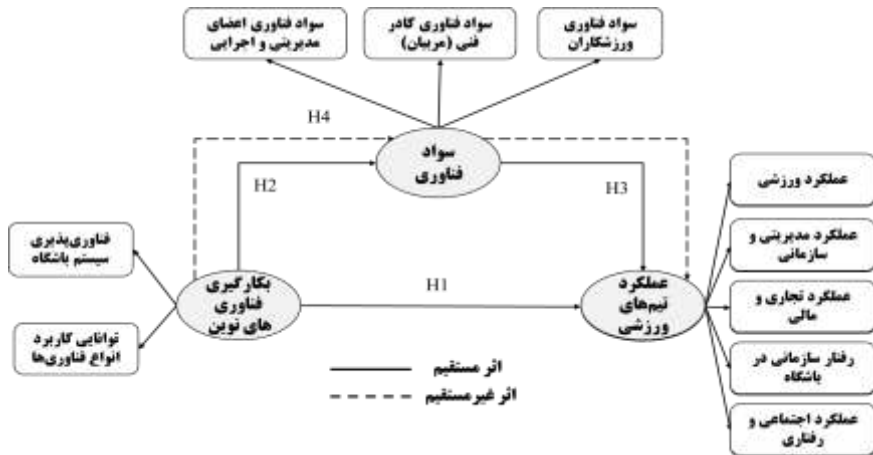 سواد فناوری ورزشکاران
سواد فناوری کادر
فنی (مربیان)
سواد فناوری اعضای
مدیریتی و اجرایی
H4
سواد
فناوری
H2
H3
عملکرد ورزشی
عملکرد مدیریتی و
سازمانی
عملکرد تجاری و
مالی
رفتار سازمانی در
باشگاه
عملکرد اجتماعی و
رفتاری
فناوری‌پذیری
سیستم باشگاه
توانایی کاربرد
انواع فناوری‌ها
بکارگیری
فناوری
های نوین
H1
عملکرد
تیم‌های
ورزشی
اثر مستقیم
اثر غیرمستقیم